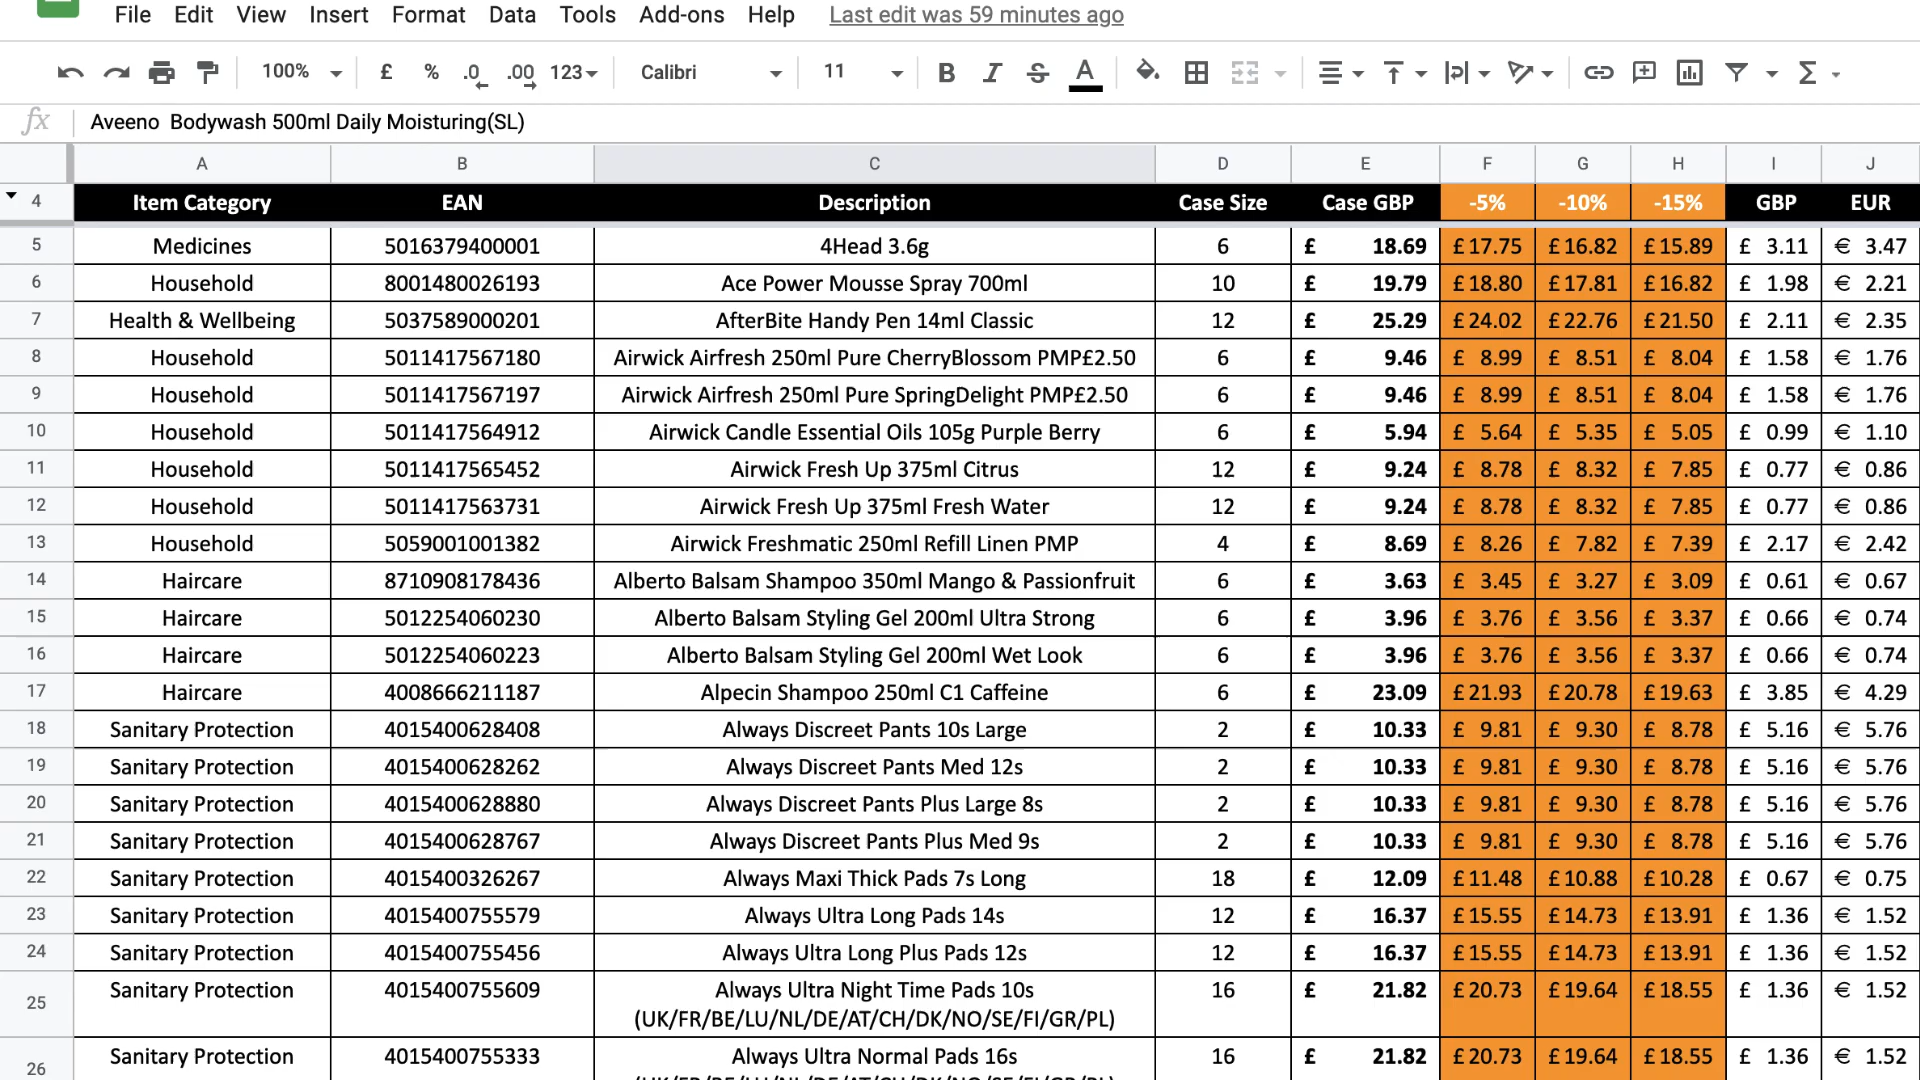 File Edit View Insert Format Data Tools Add-ons Help Last edit was 59 minutes ago
100% £ % .0 .00 123 Calibri 11 B I S A Σ
fx Aveeno  Bodywash 500ml Daily Moisturing(SL)
A B C D E F G H I J
4 Item Category EAN Description Case Size Case GBP -5% -10% -15% GBP EUR
5 Medicines 5016379400001 4Head 3.6g 6 £ 18.69 £17.75 £16.82 £15.89 £ 3.11 € 3.47
6 Household 8001480026193 Ace Power Mousse Spray 700ml 10 £ 19.79 £18.80 £17.81 £16.82 £ 1.98 € 2.21
7 Health & Wellbeing 5037589000201 AfterBite Handy Pen 14ml Classic 12 £ 25.29 £24.02 £22.76 £21.50 £ 2.11 € 2.35
8 Household 5011417567180 Airwick Airfresh 250ml Pure CherryBlossom PMP£2.50 6 £ 9.46 £ 8.99 £ 8.51 £ 8.04 £ 1.58 € 1.76
9 Household 5011417567197 Airwick Airfresh 250ml Pure SpringDelight PMP£2.50 6 £ 9.46 £ 8.99 £ 8.51 £ 8.04 £ 1.58 € 1.76
10 Household 5011417564912 Airwick Candle Essential Oils 105g Purple Berry 6 £ 5.94 £ 5.64 £ 5.35 £ 5.05 £ 0.99 € 1.10
11 Household 5011417565452 Airwick Fresh Up 375ml Citrus 12 £ 9.24 £ 8.78 £ 8.32 £ 7.85 £ 0.77 € 0.86
12 Household 5011417563731 Airwick Fresh Up 375ml Fresh Water 12 £ 9.24 £ 8.78 £ 8.32 £ 7.85 £ 0.77 € 0.86
13 Household 5059001001382 Airwick Freshmatic 250ml Refill Linen PMP 4 £ 8.69 £ 8.26 £ 7.82 £ 7.39 £ 2.17 € 2.42
14 Haircare 8710908178436 Alberto Balsam Shampoo 350ml Mango & Passionfruit 6 £ 3.63 £ 3.45 £ 3.27 £ 3.09 £ 0.61 € 0.67
15 Haircare 5012254060230 Alberto Balsam Styling Gel 200ml Ultra Strong 6 £ 3.96 £ 3.76 £ 3.56 £ 3.37 £ 0.66 € 0.74
16 Haircare 5012254060223 Alberto Balsam Styling Gel 200ml Wet Look 6 £ 3.96 £ 3.76 £ 3.56 £ 3.37 £ 0.66 € 0.74
17 Haircare 4008666211187 Alpecin Shampoo 250ml C1 Caffeine 6 £ 23.09 £21.93 £20.78 £19.63 £ 3.85 € 4.29
18 Sanitary Protection 4015400628408 Always Discreet Pants 10s Large 2 £ 10.33 £ 9.81 £ 9.30 £ 8.78 £ 5.16 € 5.76
19 Sanitary Protection 4015400628262 Always Discreet Pants Med 12s 2 £ 10.33 £ 9.81 £ 9.30 £ 8.78 £ 5.16 € 5.76
20 Sanitary Protection 4015400628880 Always Discreet Pants Plus Large 8s 2 £ 10.33 £ 9.81 £ 9.30 £ 8.78 £ 5.16 € 5.76
21 Sanitary Protection 4015400628767 Always Discreet Pants Plus Med 9s 2 £ 10.33 £ 9.81 £ 9.30 £ 8.78 £ 5.16 € 5.76
22 Sanitary Protection 4015400326267 Always Maxi Thick Pads 7s Long 18 £ 12.09 £11.48 £10.88 £10.28 £ 0.67 € 0.75
23 Sanitary Protection 4015400755579 Always Ultra Long Pads 14s 12 £ 16.37 £15.55 £14.73 £13.91 £ 1.36 € 1.52
24 Sanitary Protection 4015400755456 Always Ultra Long Plus Pads 12s 12 £ 16.37 £15.55 £14.73 £13.91 £ 1.36 € 1.52
25 Sanitary Protection 4015400755609 Always Ultra Night Time Pads 10s 16 £ 21.82 £20.73 £19.64 £18.55 £ 1.36 € 1.52
(UK/FR/BE/LU/NL/DE/AT/CH/DK/NO/SE/FI/GR/PL)
26 Sanitary Protection 4015400755333 Always Ultra Normal Pads 16s 16 £ 21.82 £20.73 £19.64 £18.55 £ 1.36 € 1.52